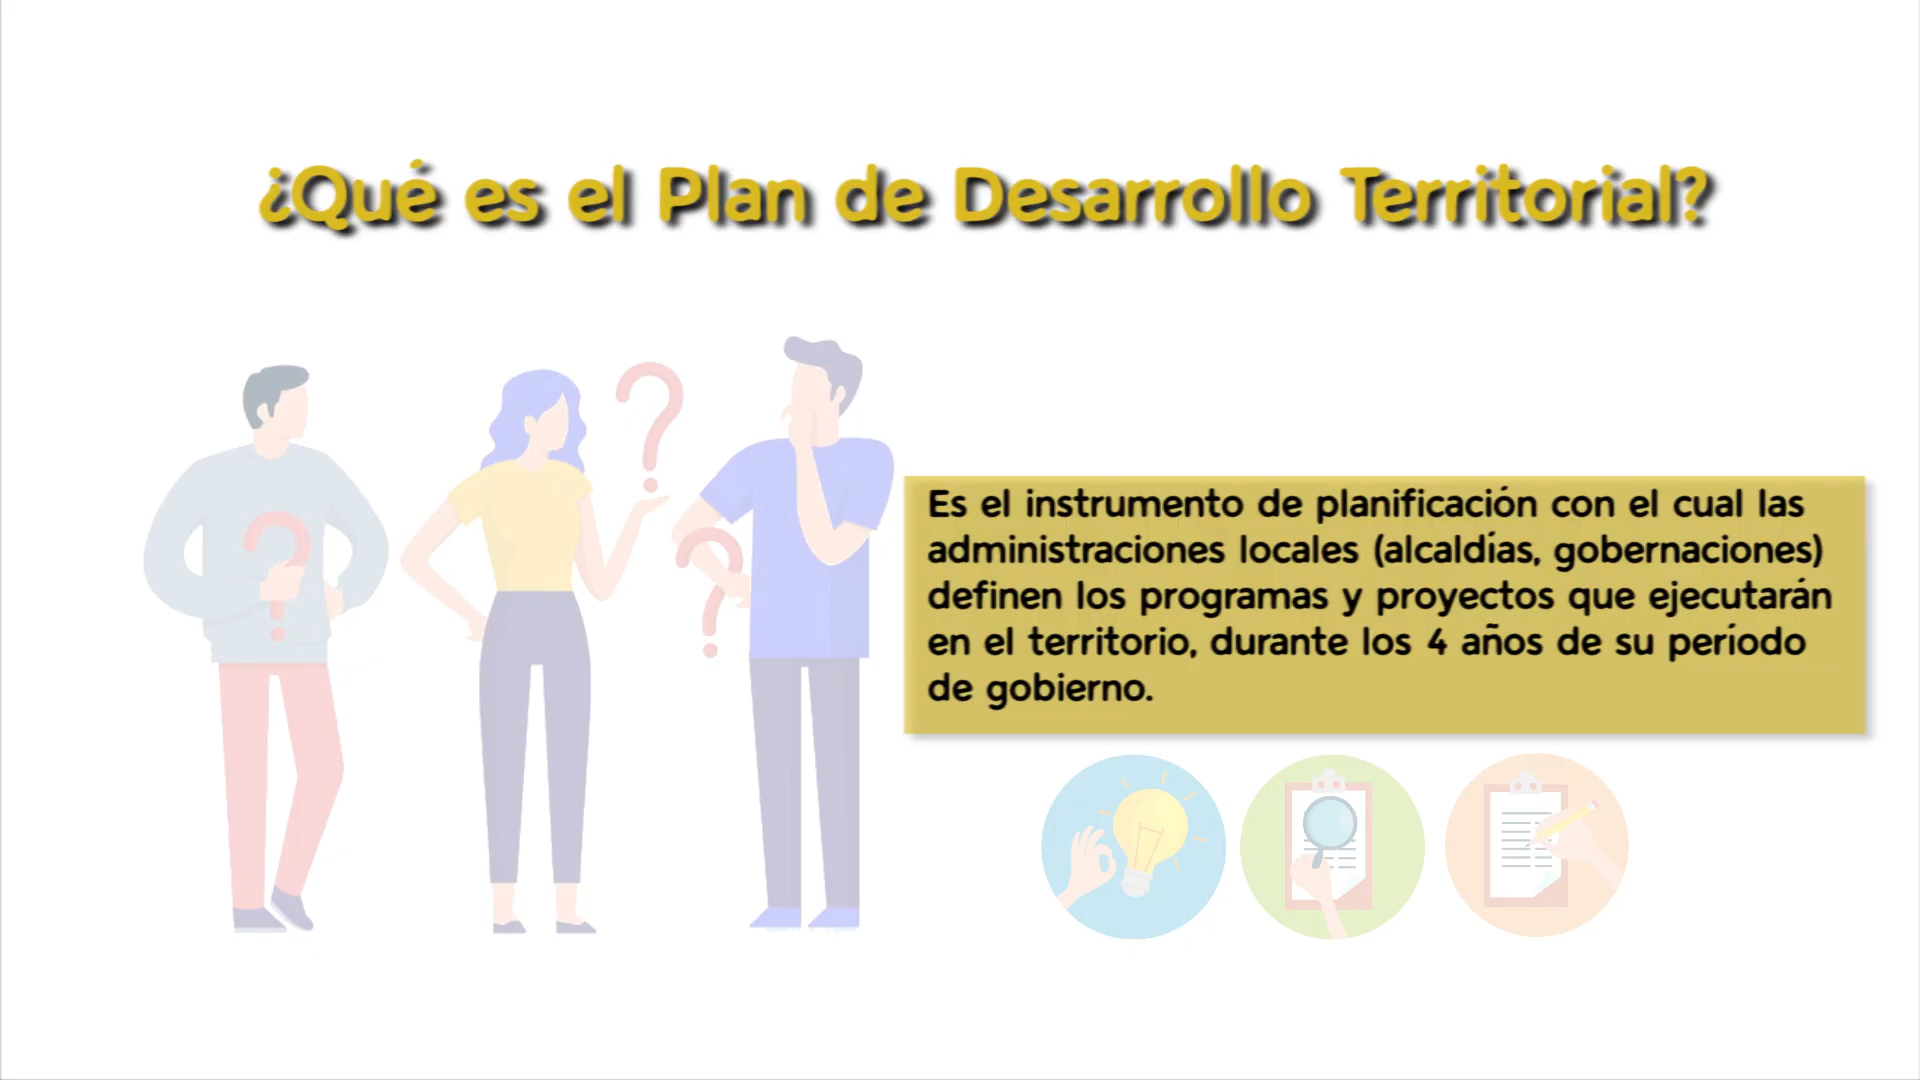 ¿Qué es el Plan de Desarrollo Territorial?
Es el instrumento de planificación con el cual las
administraciones locales (alcaldías, gobernaciones)
definen los programas y proyectos que ejecutarán
en el territorio, durante los 4 años de su período
de gobierno.